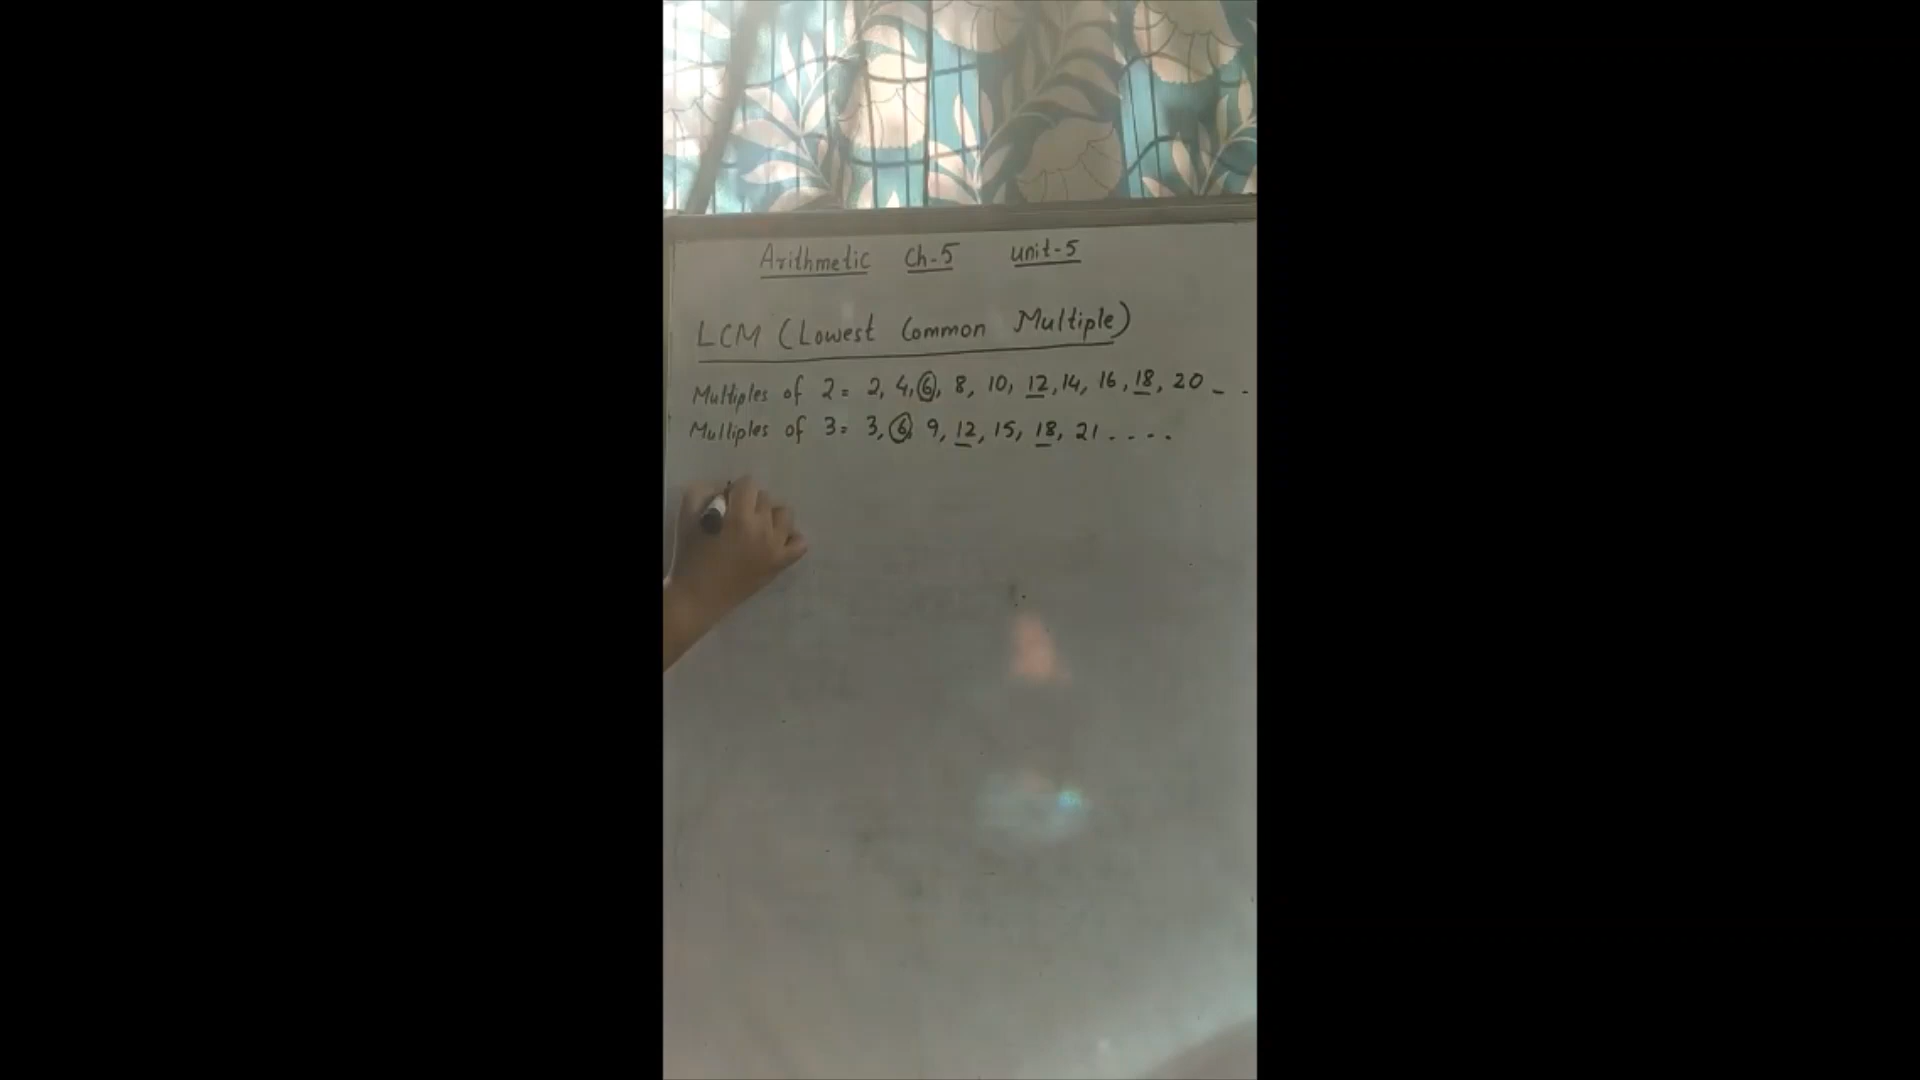 Arithmetic Ch-5 unit-5
LCM (Lowest Common Multiple)
Multiples of 2 = 2, 4, 6, 8, 10, 12, 14, 16, 18, 20 - -
Multiples of 3 = 3, 6, 9, 12, 15, 18, 21 . . . .